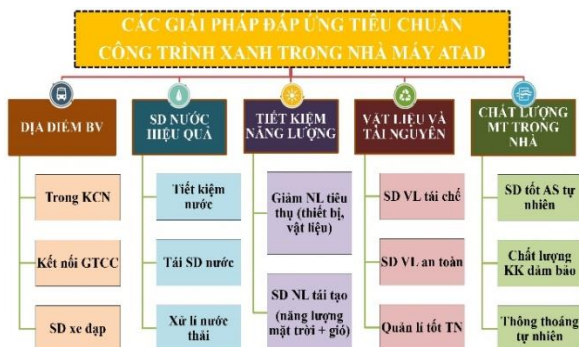 CÁC GIẢI PHÁP ĐÁP ỨNG TIÊU CHUẨN
CÔNG TRÌNH XANH TRONG NHÀ MÁY ATAD
ĐỊA ĐIỂM BV
Trong KCN
Kết nối GTCC
SD xe đạp
SD NƯỚC
HIỆU QUẢ
Tiết kiệm
nước
Tái SD nước
Xử lí nước
thải
TIẾT KIỆM
NĂNG LƯỢNG
Giảm NL tiêu
thụ (thiết bị,
vật liệu)
SD NL tái tạo
(năng lượng
mặt trời + gió)
VẬT LIỆU VÀ
TÀI NGUYÊN
SD VL tái chế
SD VL an toàn
Quản lí tốt TN
CHẤT LƯỢNG
MT TRONG
NHÀ
SD tốt AS tự
nhiên
Chất lượng
KK đảm bảo
Thông thoáng
tự nhiên